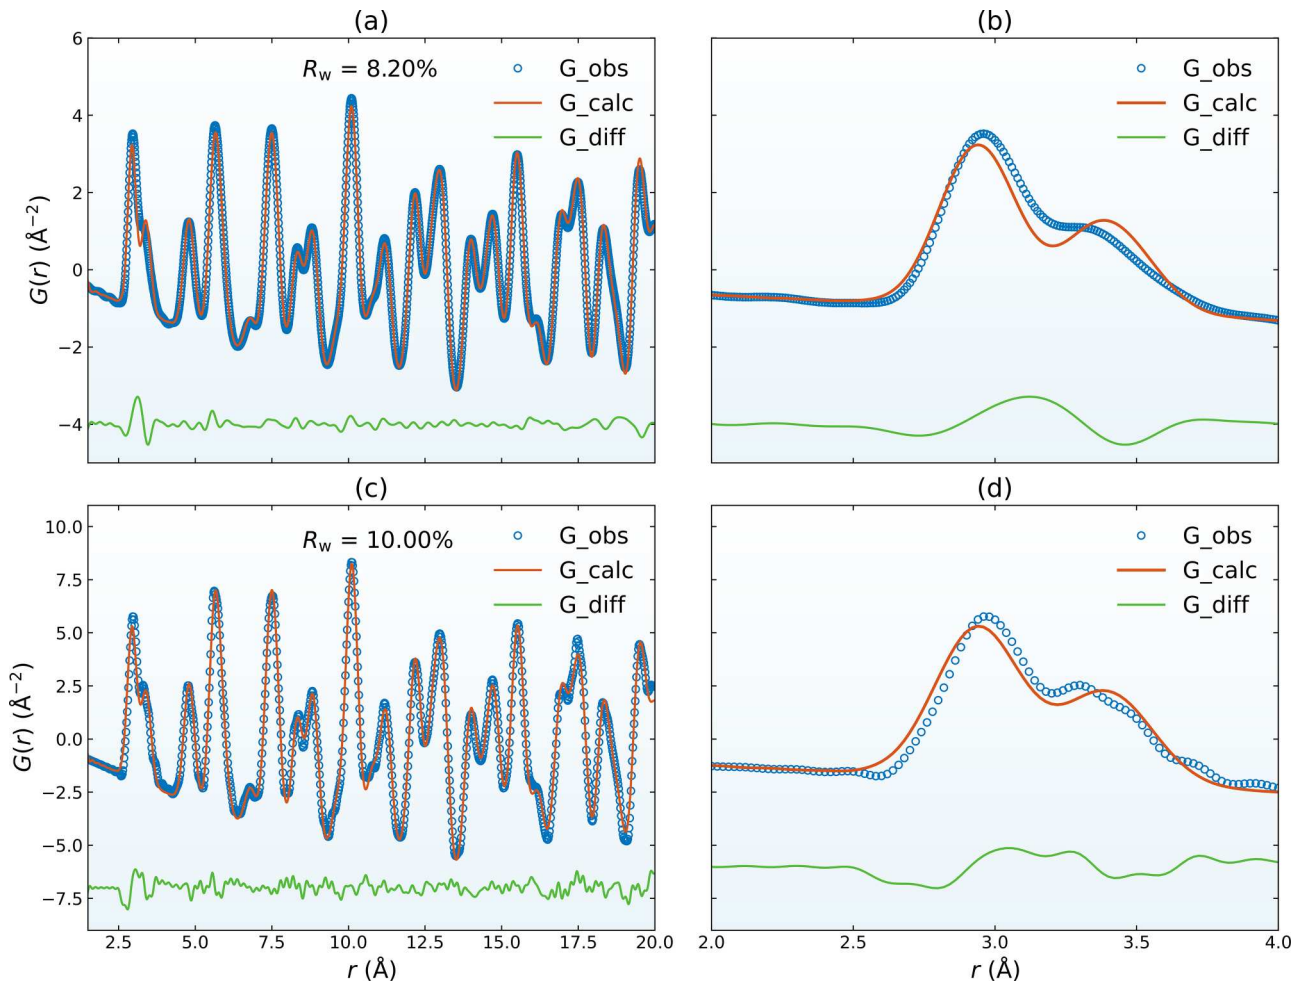 (a)
(b)
6
4
2
0
−2
−4
G(r) (Å⁻²)
R_w = 8.20%
G_obs
G_calc
G_diff
G_obs
G_calc
G_diff
(c)
(d)
10.0
7.5
5.0
2.5
0.0
−2.5
−5.0
−7.5
G(r) (Å⁻²)
R_w = 10.00%
G_obs
G_calc
G_diff
G_obs
G_calc
G_diff
2.5 5.0 7.5 10.0 12.5 15.0 17.5 20.0
r (Å)
2.0 2.5 3.0 3.5 4.0
r (Å)